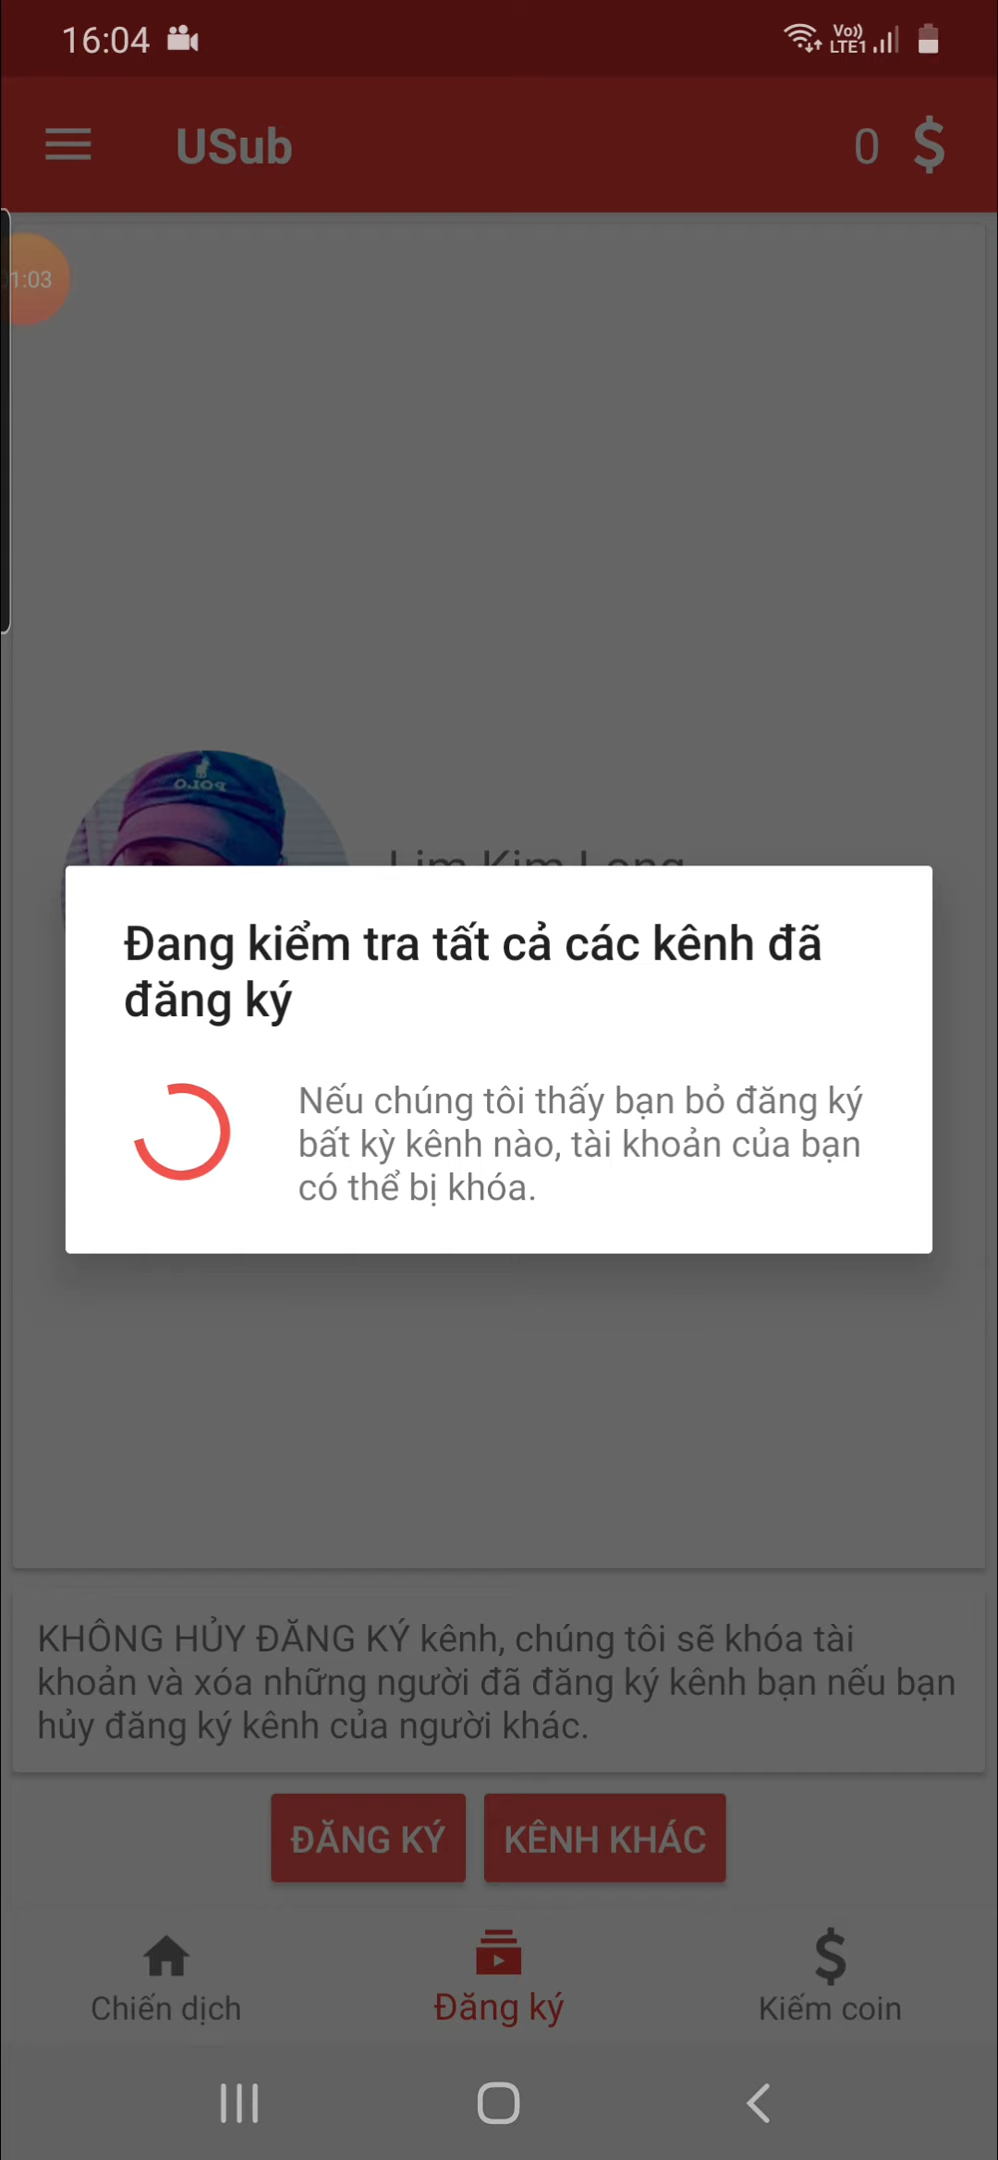 16:04
Vo))
LTE1
USub
0 $
1:03
POLO
Lim Kim Long
Đang kiểm tra tất cả các kênh đã
đăng ký
Nếu chúng tôi thấy bạn bỏ đăng ký
bất kỳ kênh nào, tài khoản của bạn
có thể bị khóa.
KHÔNG HỦY ĐĂNG KÝ kênh, chúng tôi sẽ khóa tài
khoản và xóa những người đã đăng ký kênh bạn nếu bạn
hủy đăng ký kênh của người khác.
ĐĂNG KÝ
KÊNH KHÁC
Chiến dịch
Đăng ký
Kiếm coin